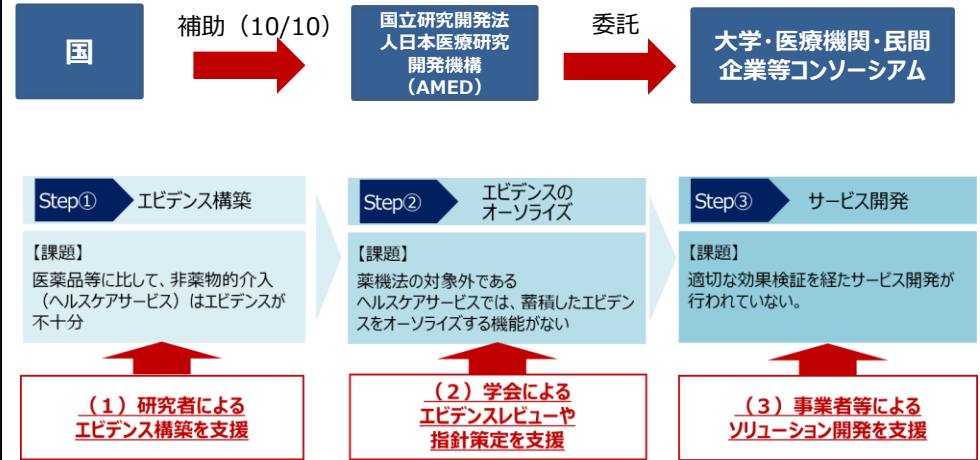 国
補助（10/10）
国立研究開発法
人日本医療研究
開発機構
（AMED）
委託
大学・医療機関・民間
企業等コンソーシアム
Step①
エビデンス構築
【課題】
医薬品等に比して、非薬物的介入
（ヘルスケアサービス）はエビデンスが
不十分
（1）研究者による
エビデンス構築を支援
Step②
エビデンスの
オーソライズ
【課題】
薬機法の対象外である
ヘルスケアサービスでは、蓄積したエビデン
スをオーソライズする機能がない
（2）学会による
エビデンスレビューや
指針策定を支援
Step③
サービス開発
【課題】
適切な効果検証を経たサービス開発が
行われていない。
（3）事業者等による
ソリューション開発を支援